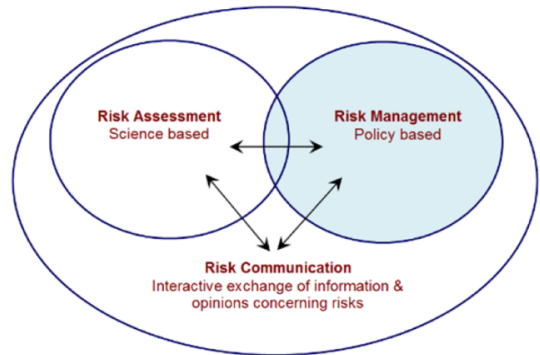 Risk Assessment
Science based
Risk Management
Policy based
Risk Communication
Interactive exchange of information &
opinions concerning risks